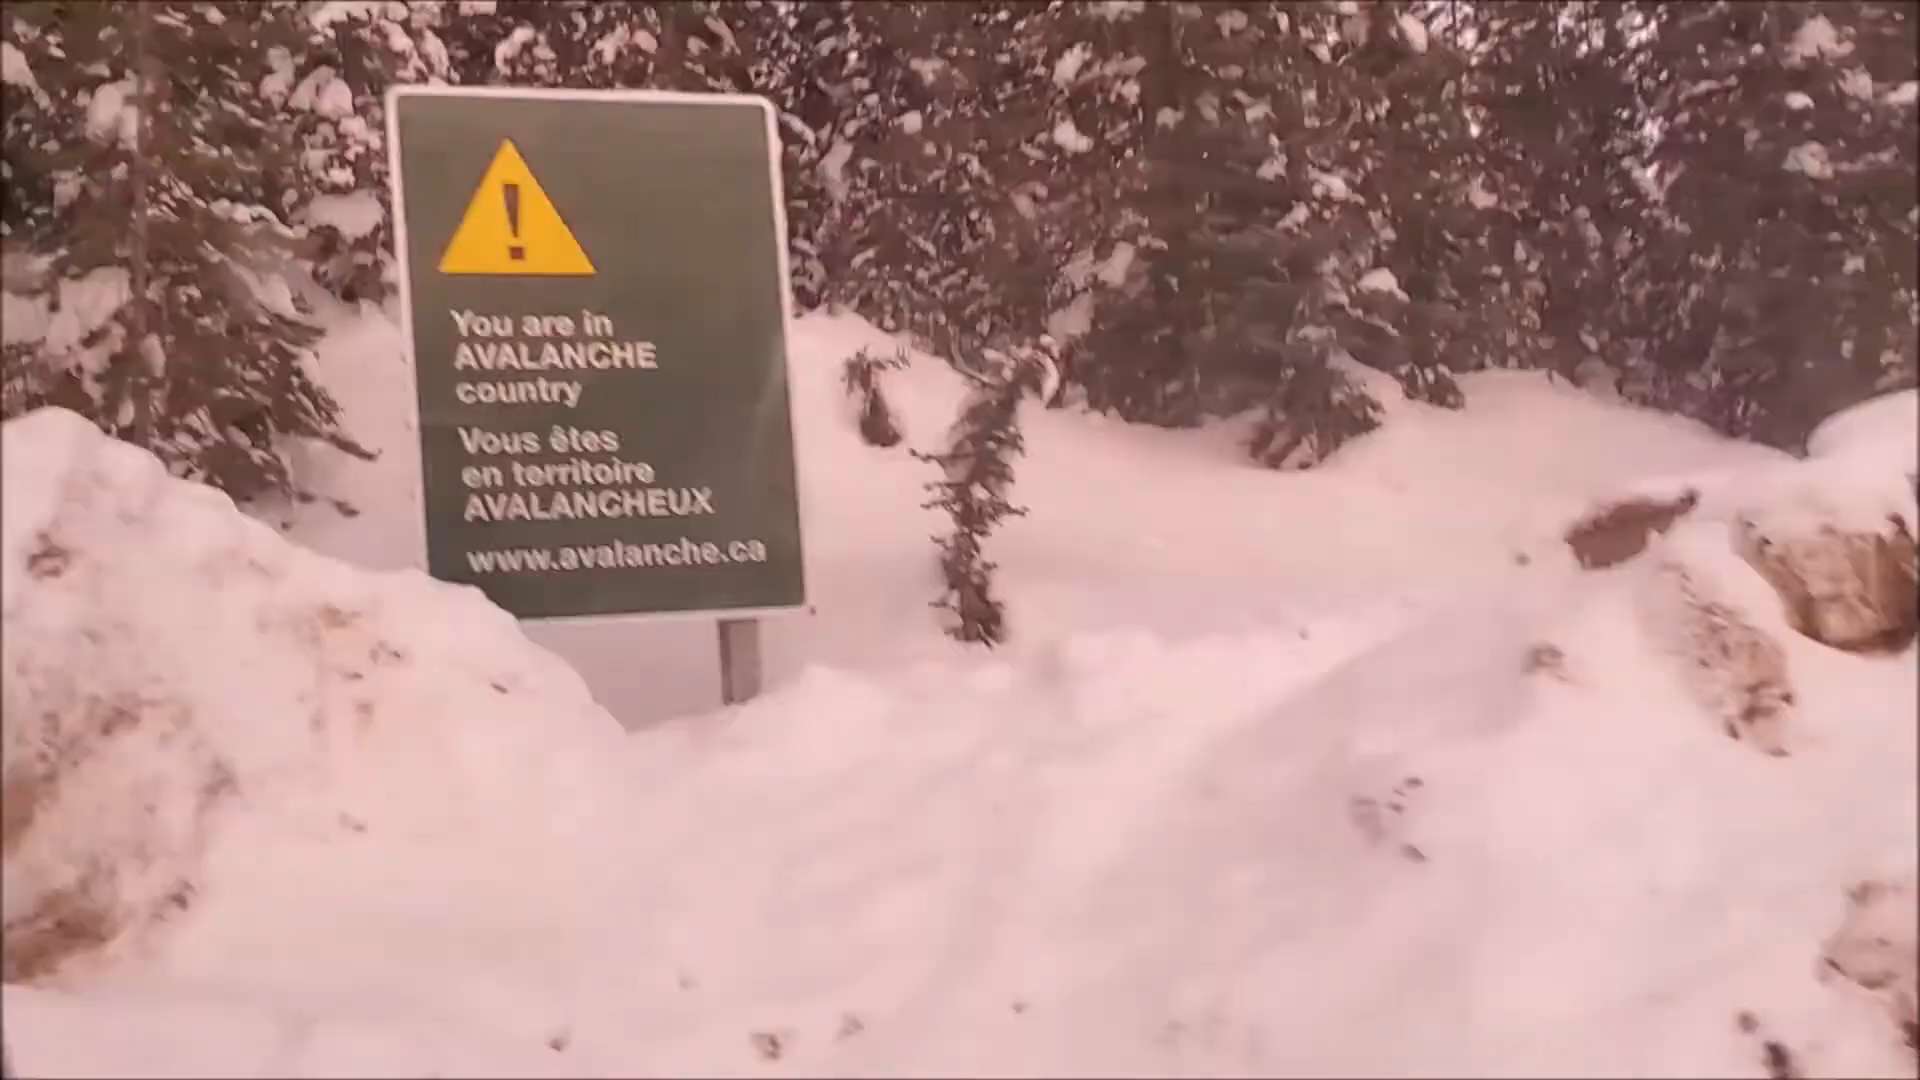 You are in
AVALANCHE
country
Vous êtes
en territoire
AVALANCHEUX
www.avalanche.ca